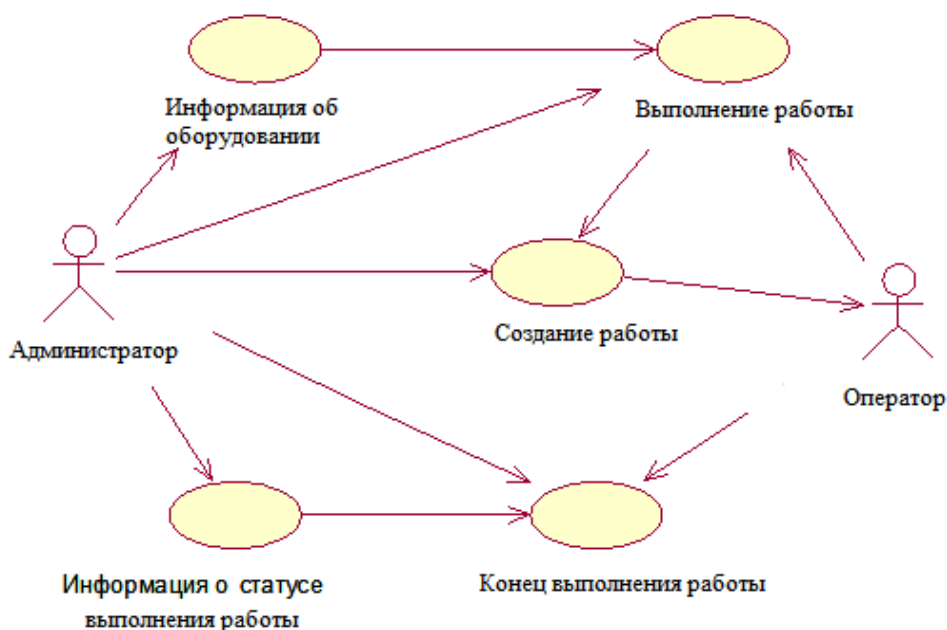 Информация об
оборудовании
Выполнение работы
Администратор
Создание работы
Оператор
Информация о статусе
выполнения работы
Конец выполнения работы